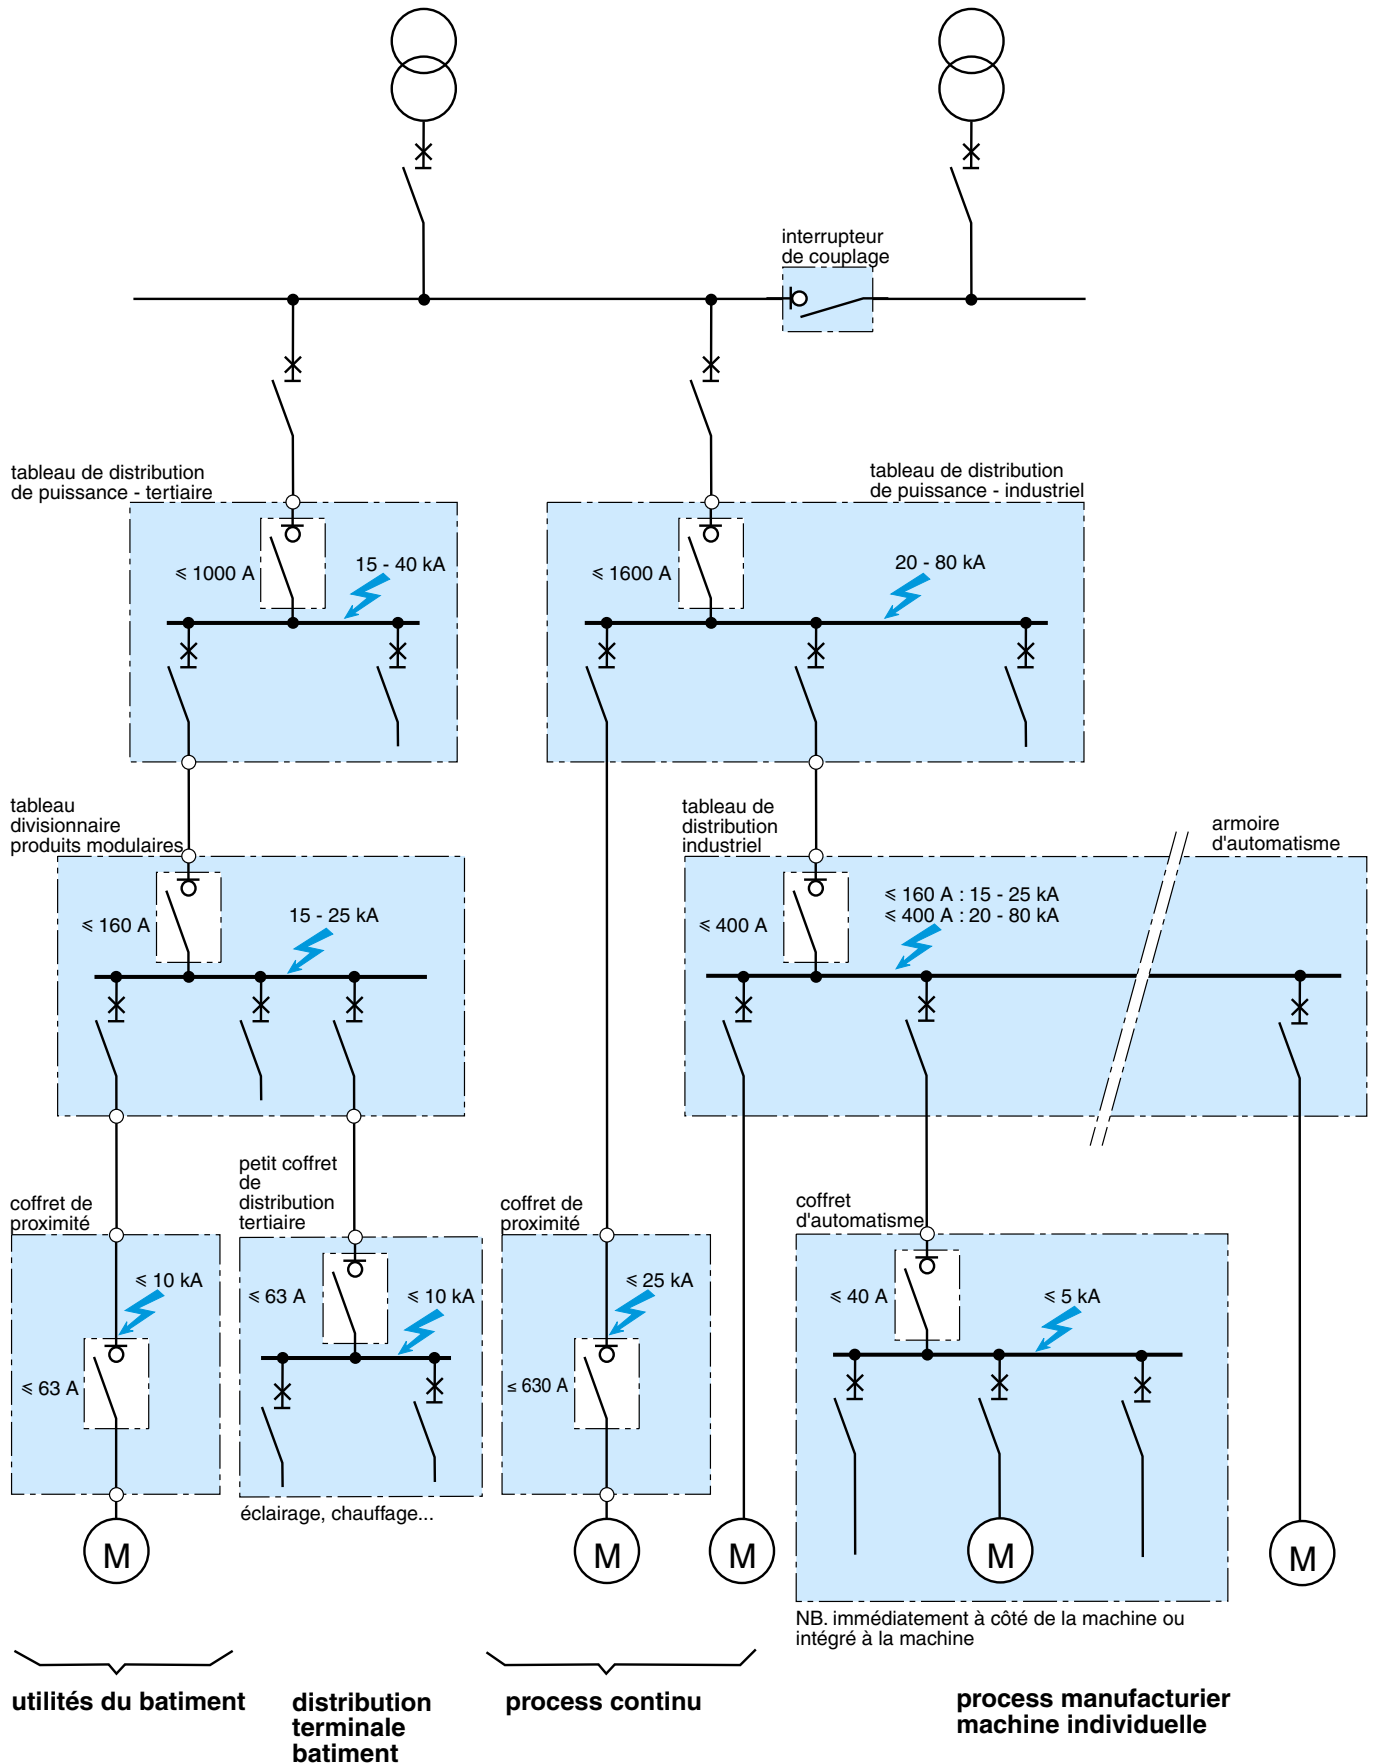 interrupteur
de couplage
tableau de distribution
de puissance - tertiaire
tableau de distribution
de puissance - industriel
⩽ 1000 A
15 - 40 kA
⩽ 1600 A
20 - 80 kA
tableau
divisionnaire
produits modulaires
tableau de
distribution
industriel
armoire
d'automatisme
⩽ 160 A
15 - 25 kA
⩽ 400 A
⩽ 160 A : 15 - 25 kA
⩽ 400 A : 20 - 80 kA
coffret de
proximité
petit coffret
de
distribution
tertiaire
coffret de
proximité
coffret
d'automatisme
⩽ 10 kA
⩽ 63 A
⩽ 63 A
⩽ 10 kA
⩽ 25 kA
≤ 630 A
⩽ 40 A
⩽ 5 kA
éclairage, chauffage...
M
M
M
M
M
NB. immédiatement à côté de la machine ou
intégré à la machine
utilités du batiment
distribution
terminale
batiment
process continu
process manufacturier
machine individuelle